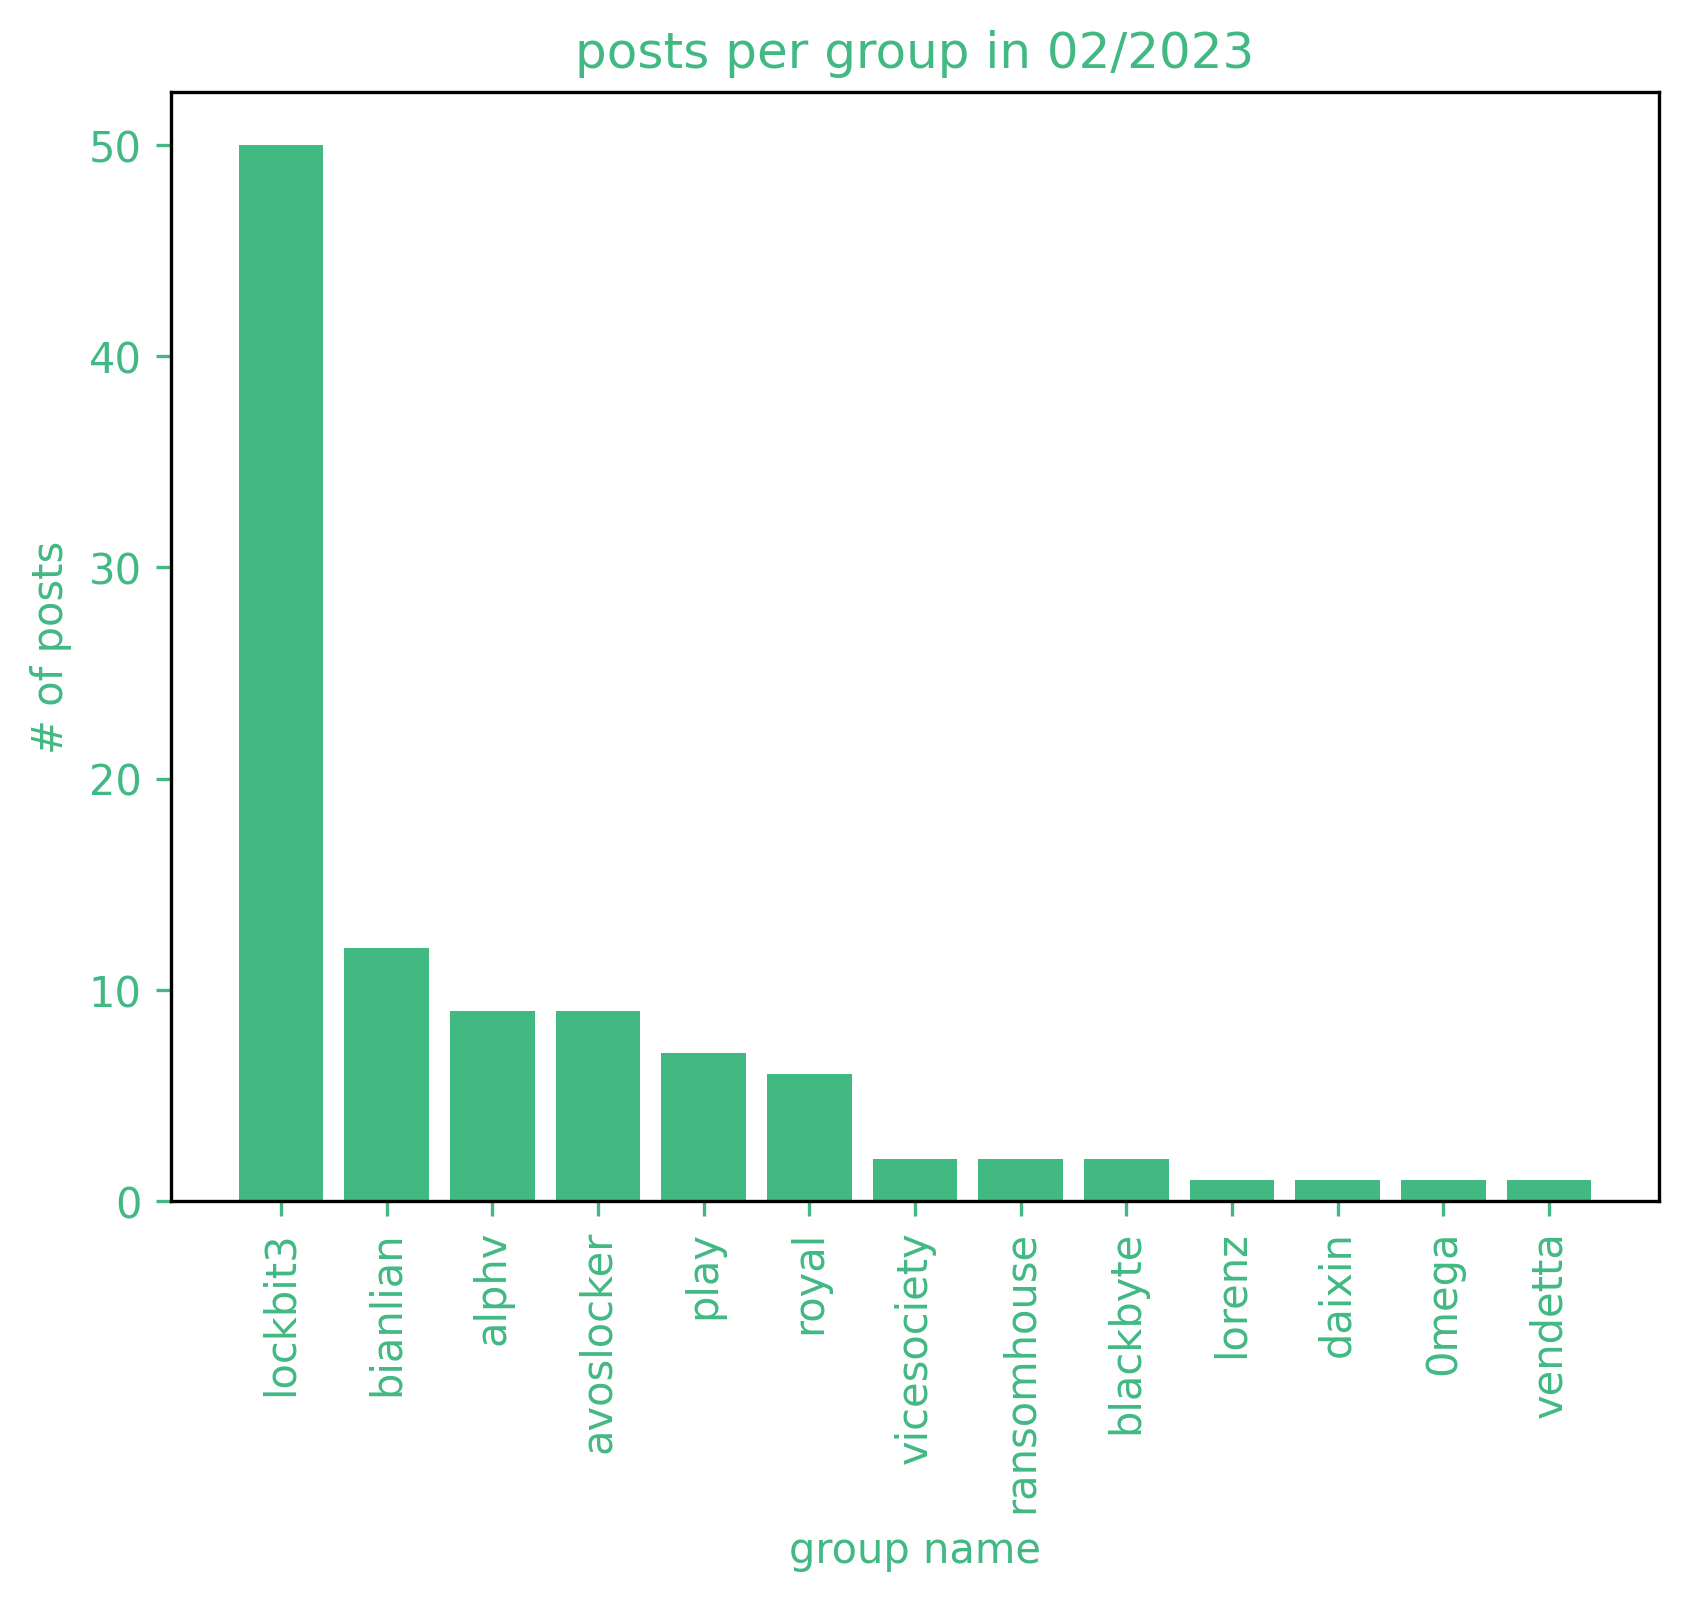 posts per group in 02/2023
50
40
30
20
10
0
# of posts
lockbit3
bianlian
alphv
avoslocker
play
royal
vicesociety
ransomhouse
blackbyte
lorenz
daixin
0mega
vendetta
group name